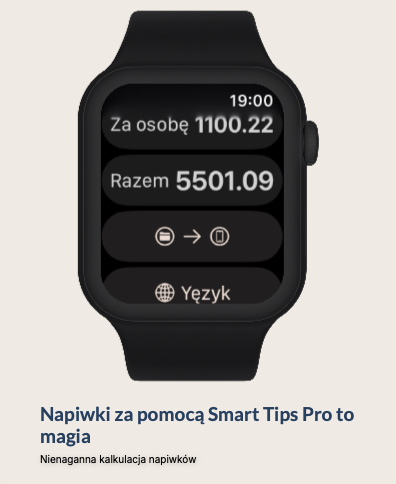 19:00
Za osobę 1100.22
Razem 5501.09
Yęzyk
Napiwki za pomocą Smart Tips Pro to
magia
Nienaganna kalkulacja napiwków